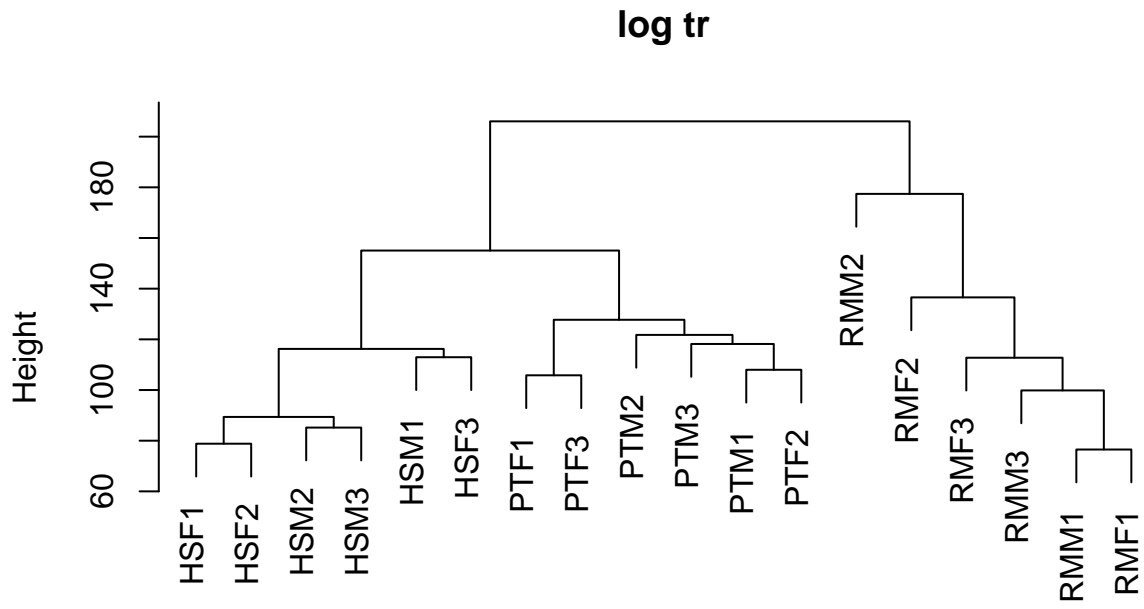 log tr
Height
180
140
100
60
HSF1
HSF2
HSM2
HSM3
HSM1
HSF3
PTF1
PTF3
PTM2
PTM3
PTM1
PTF2
RMM2
RMF2
RMF3
RMM3
RMM1
RMF1